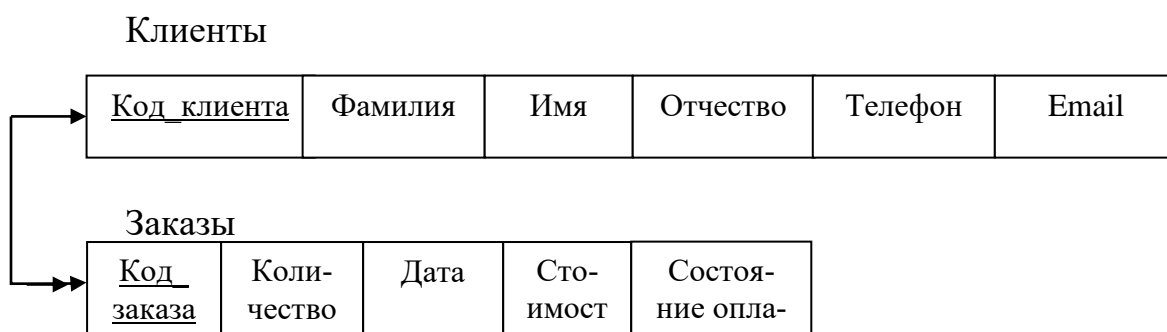 Клиенты
Код_клиента Фамилия Имя Отчество Телефон Email
Заказы
Код_ Коли- Дата Сто- Состоя-
заказа чество имост ние опла-